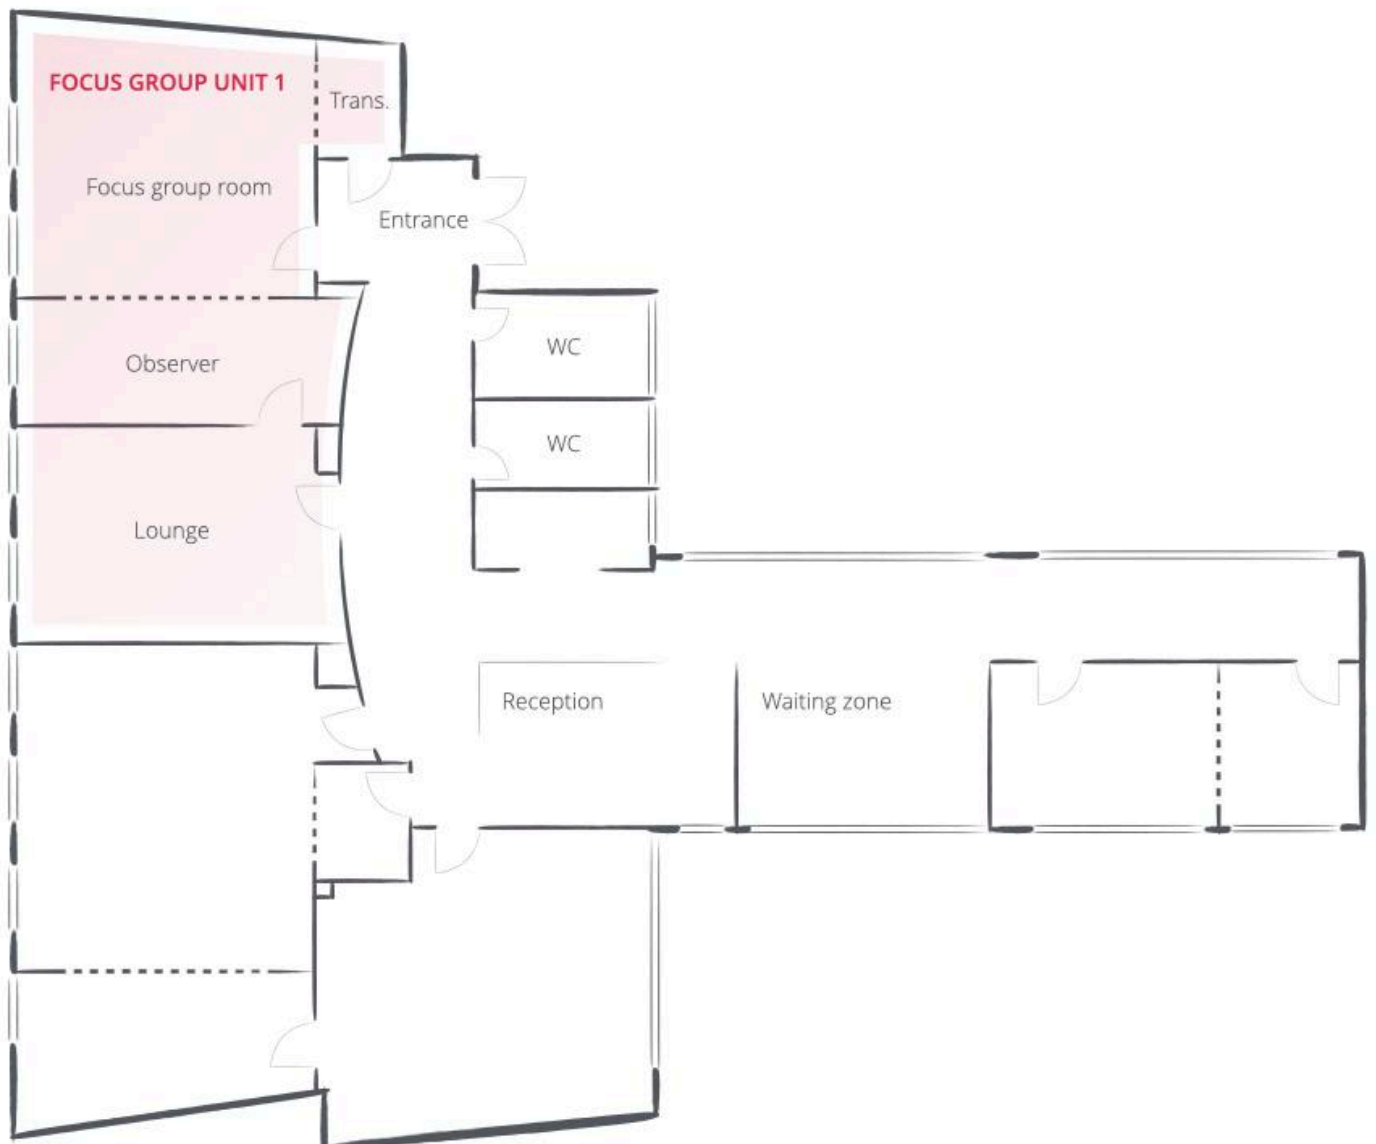 FOCUS GROUP UNIT 1
Trans.
Focus group room
Entrance
Observer
WC
WC
Lounge
Reception
Waiting zone